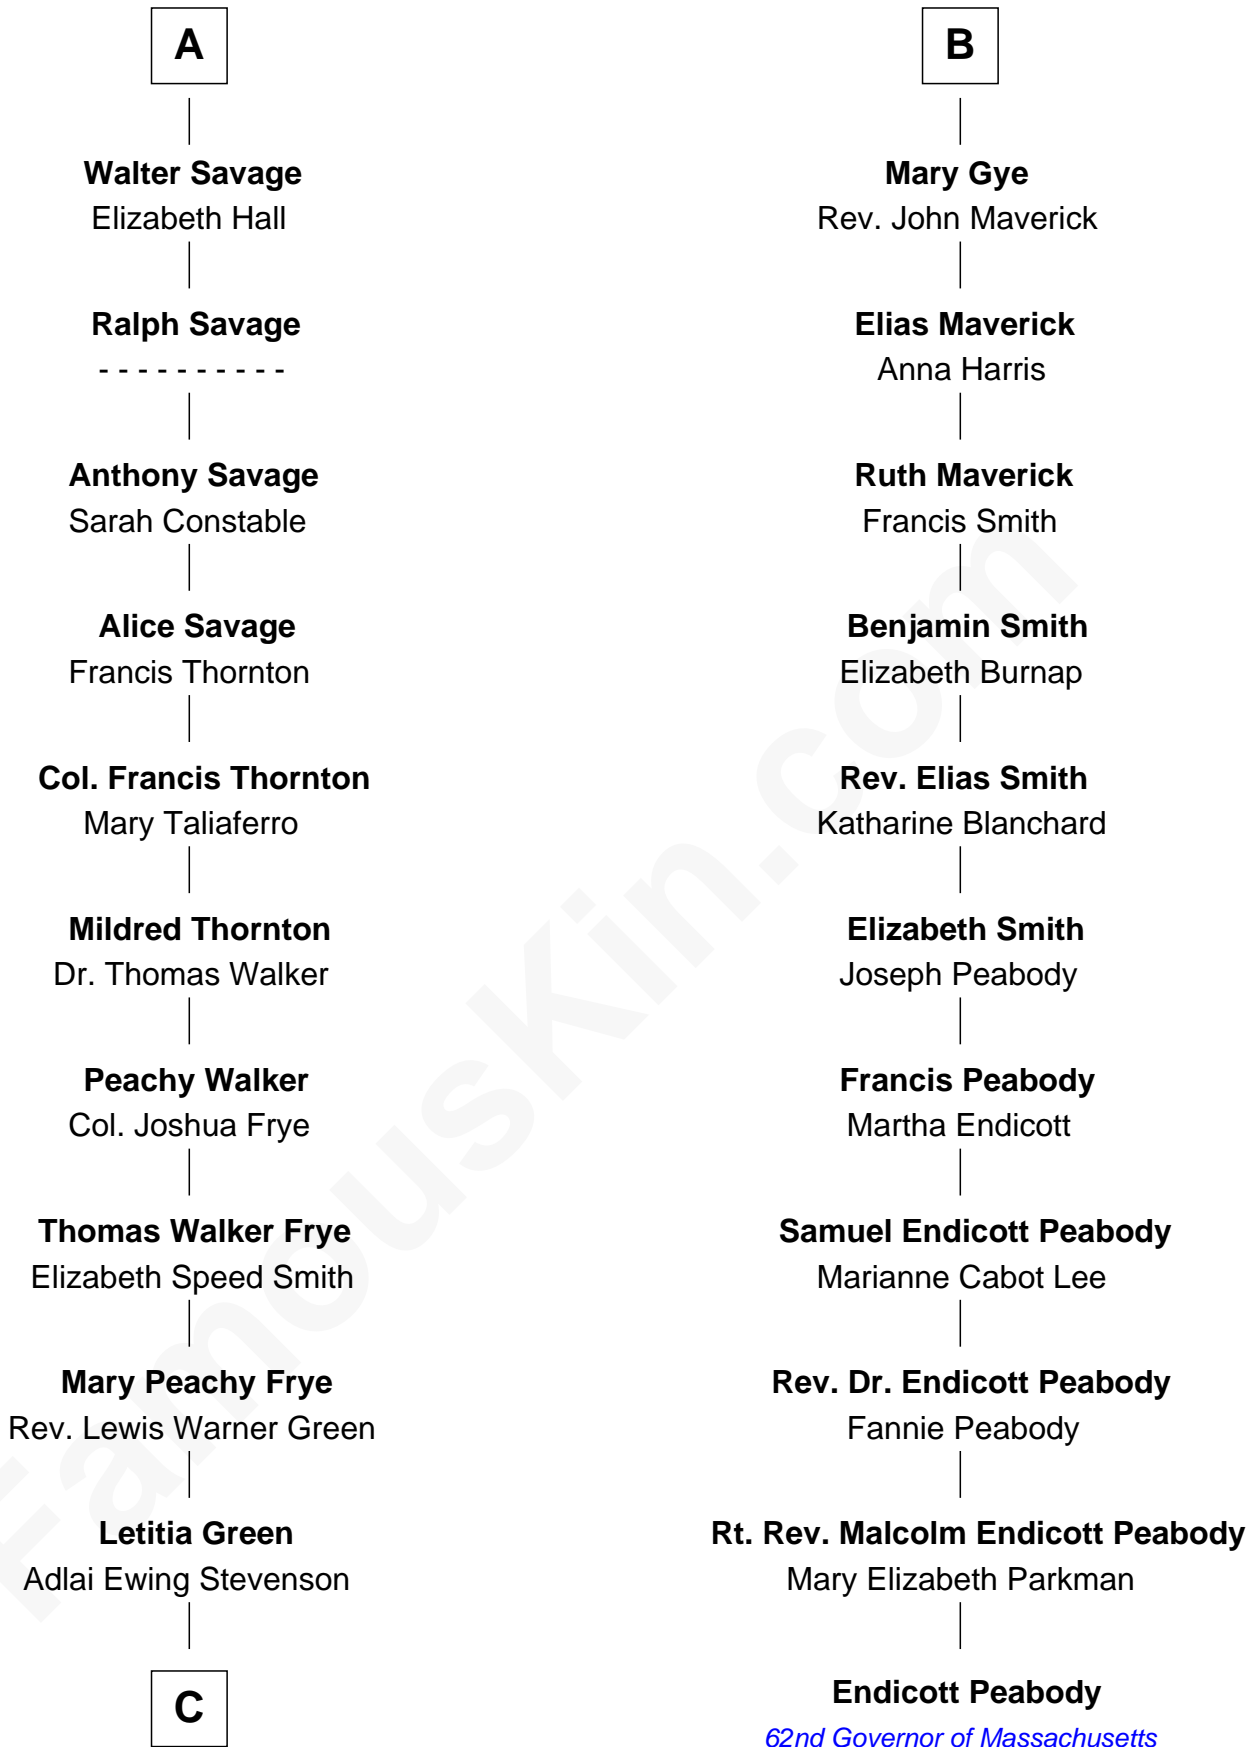 A
Walter Savage
Elizabeth Hall
Ralph Savage
- - - - - - - - - -
Anthony Savage
Sarah Constable
Alice Savage
Francis Thornton
Col. Francis Thornton
Mary Taliaferro
Mildred Thornton
Dr. Thomas Walker
Peachy Walker
Col. Joshua Frye
Thomas Walker Frye
Elizabeth Speed Smith
Mary Peachy Frye
Rev. Lewis Warner Green
Letitia Green
Adlai Ewing Stevenson
C
B
Mary Gye
Rev. John Maverick
Elias Maverick
Anna Harris
Ruth Maverick
Francis Smith
Benjamin Smith
Elizabeth Burnap
Rev. Elias Smith
Katharine Blanchard
Elizabeth Smith
Joseph Peabody
Francis Peabody
Martha Endicott
Samuel Endicott Peabody
Marianne Cabot Lee
Rev. Dr. Endicott Peabody
Fannie Peabody
Rt. Rev. Malcolm Endicott Peabody
Mary Elizabeth Parkman
Endicott Peabody
62nd Governor of Massachusetts
FamousKin.com